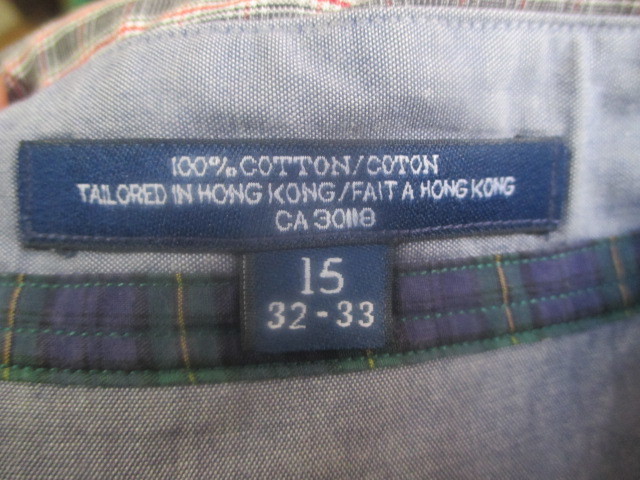 100% COTTON/COTON
TAILORED IN HONG KONG/FAIT A HONG KONG
CA 30118
15
32-33